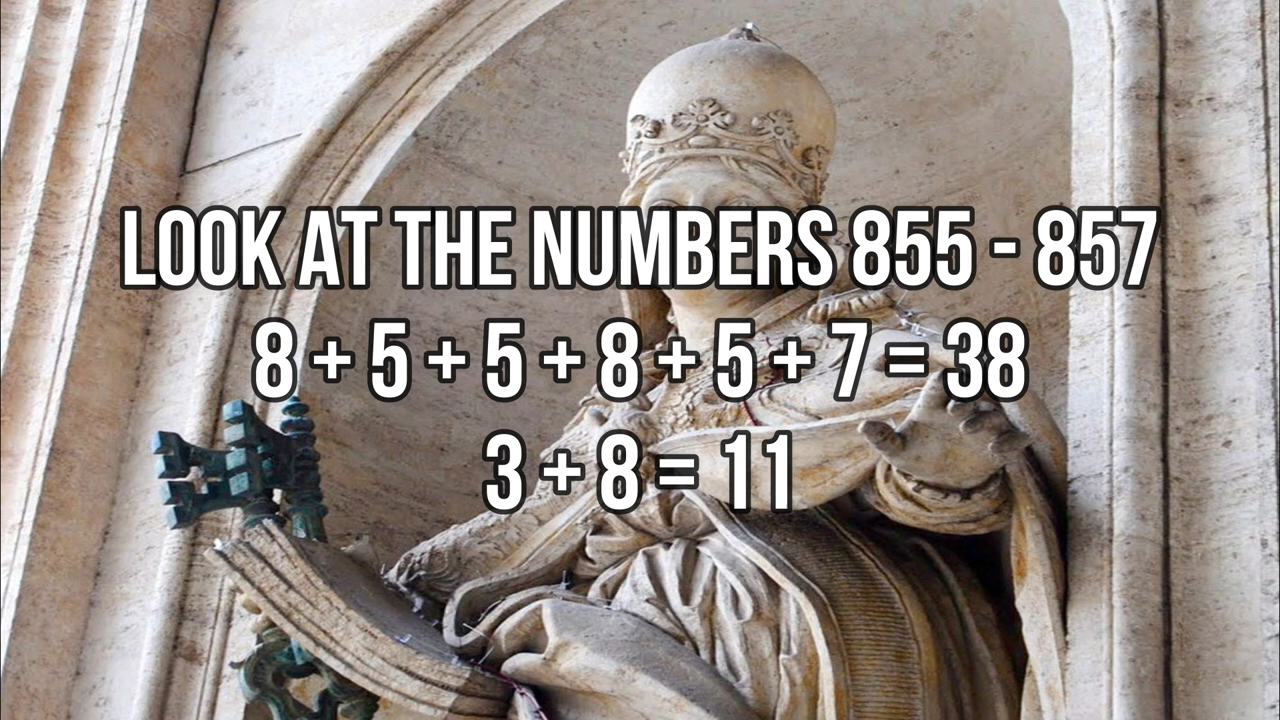 LOOK AT THE NUMBERS 855 - 857
8 + 5 + 5 + 8 + 5 + 7 = 38
3 + 8 = 11